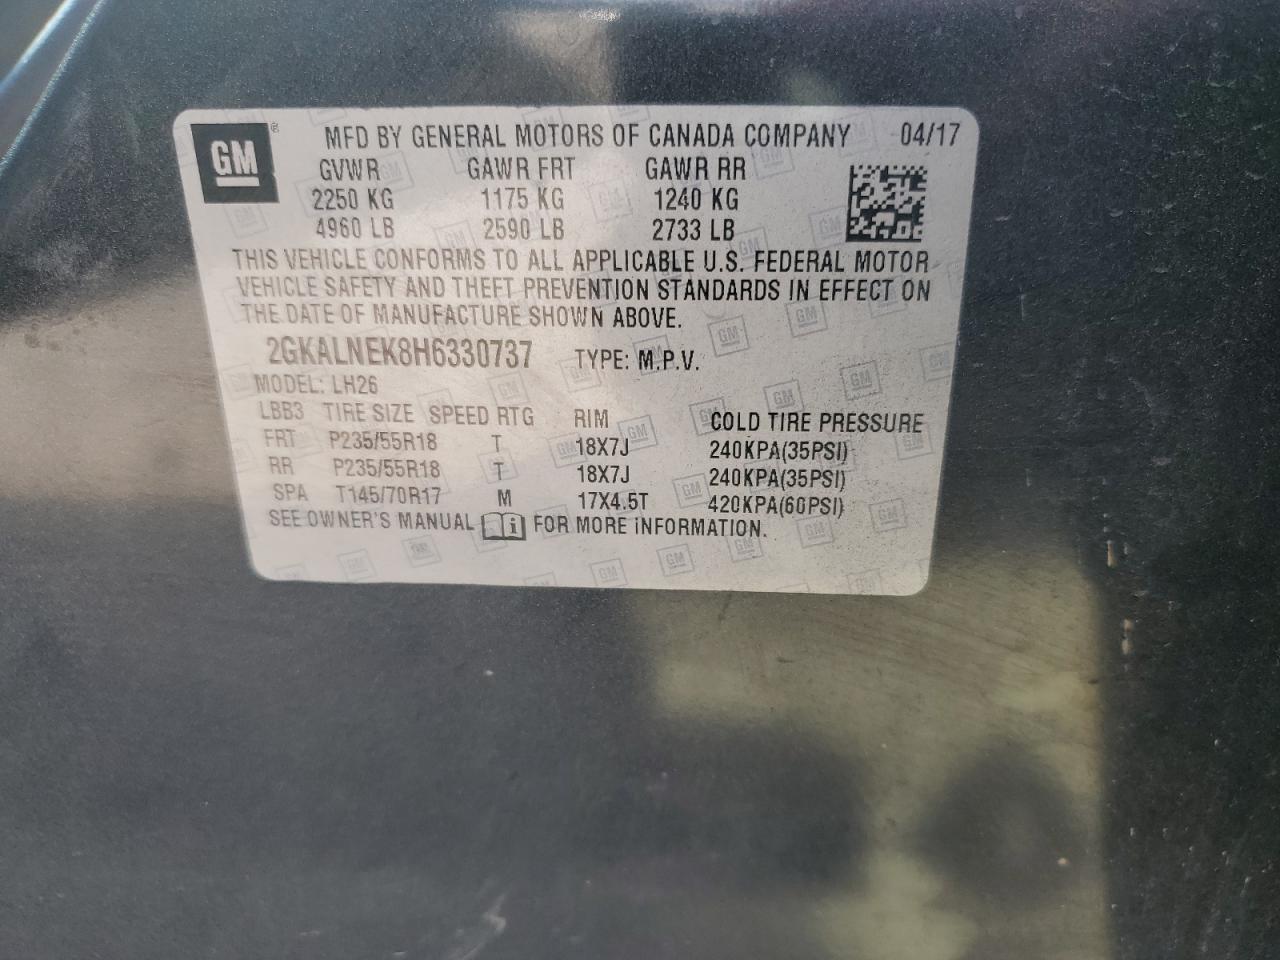 GM ® MFD BY GENERAL MOTORS OF CANADA COMPANY 04/17
GVWR GAWR FRT GAWR RR
2250 KG 1175 KG 1240 KG
4960 LB 2590 LB 2733 LB
THIS VEHICLE CONFORMS TO ALL APPLICABLE U.S. FEDERAL MOTOR
VEHICLE SAFETY AND THEFT PREVENTION STANDARDS IN EFFECT ON
THE DATE OF MANUFACTURE SHOWN ABOVE.
2GKALNEK8H6330737 TYPE: M.P.V.
MODEL: LH26
LBB3 TIRE SIZE SPEED RTG RIM COLD TIRE PRESSURE
FRT P235/55R18 T 18X7J 240KPA(35PSI)
RR P235/55R18 T 18X7J 240KPA(35PSI)
SPA T145/70R17 M 17X4.5T 420KPA(60PSI)
SEE OWNER'S MANUAL i FOR MORE INFORMATION.